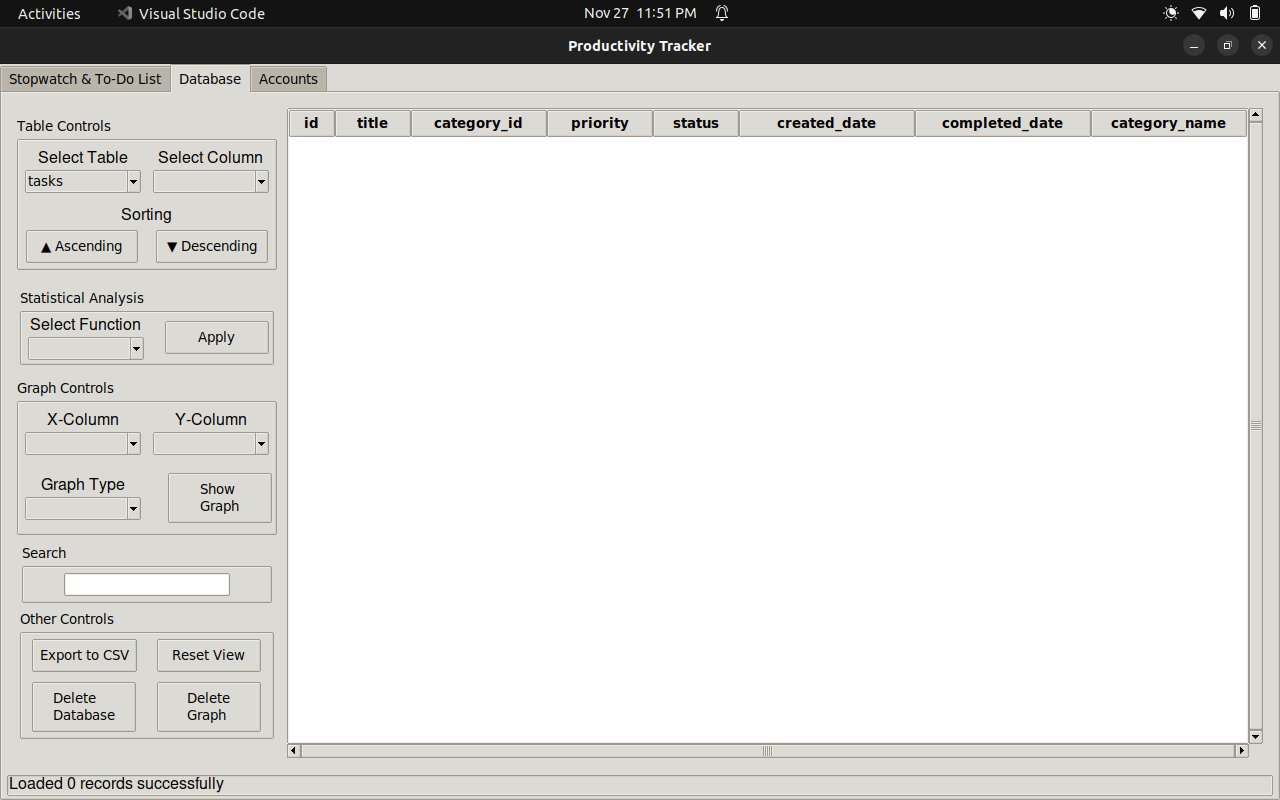 Activities Visual Studio Code Nov 27 11:51 PM
Productivity Tracker
Stopwatch & To-Do List Database Accounts
Table Controls
Select Table Select Column
tasks
Sorting
▲ Ascending ▼ Descending
Statistical Analysis
Select Function
Apply
Graph Controls
X-Column Y-Column
Graph Type
Show
Graph
Search
Other Controls
Export to CSV Reset View
Delete
Database
Delete
Graph
id title category_id priority status created_date completed_date category_name
Loaded 0 records successfully